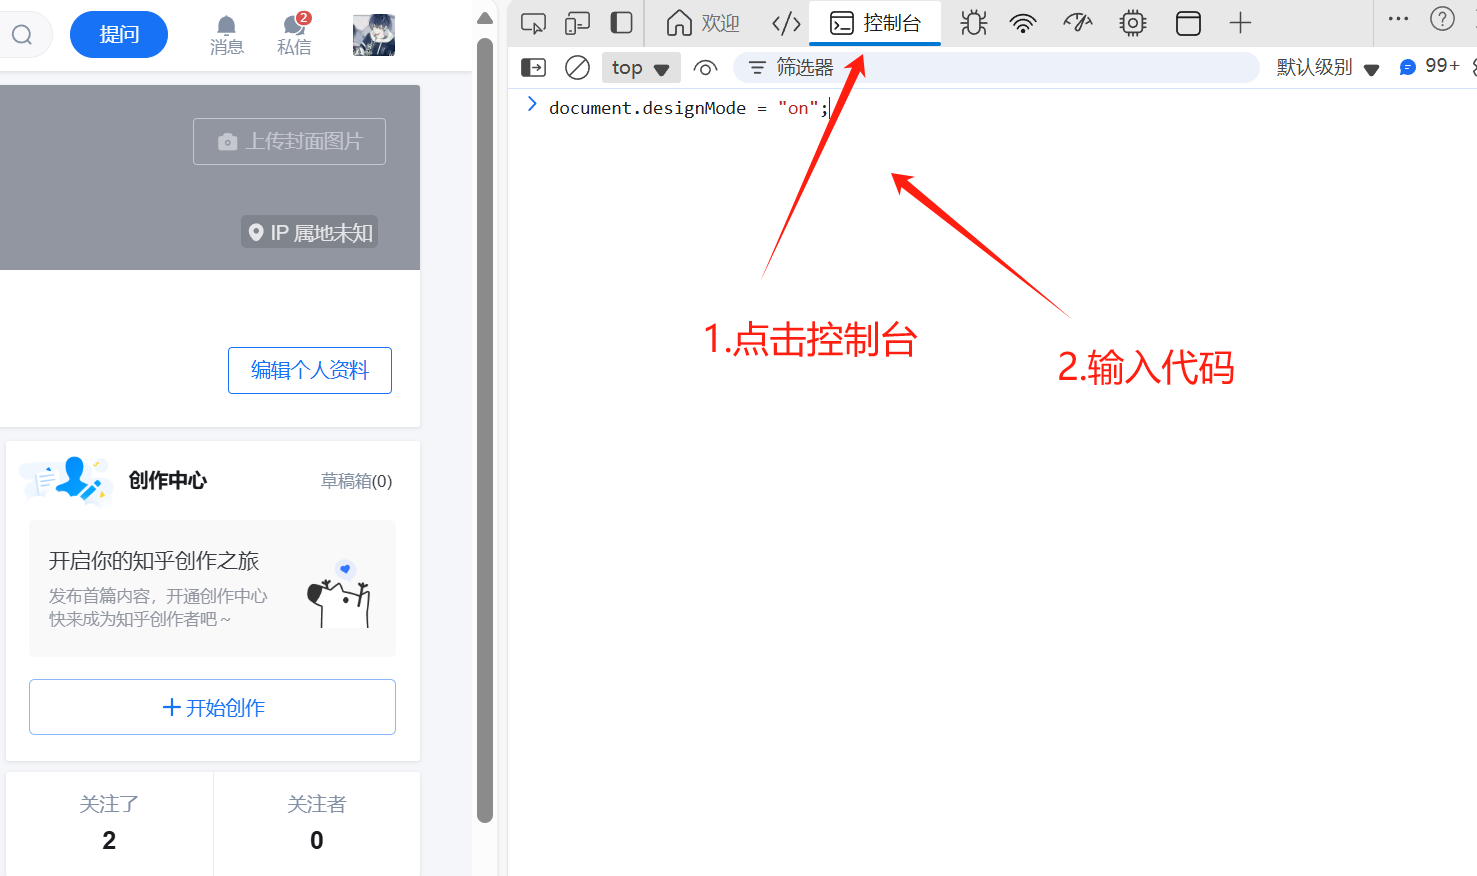 提问
消息
2
私信
上传封面图片
IP 属地未知
编辑个人资料
创作中心
草稿箱(0)
开启你的知乎创作之旅
发布首篇内容，开通创作中心
快来成为知乎创作者吧~
开始创作
关注了
2
关注者
0
欢迎
控制台
top
筛选器
默认级别
99+
document.designMode = "on";
1.点击控制台
2.输入代码